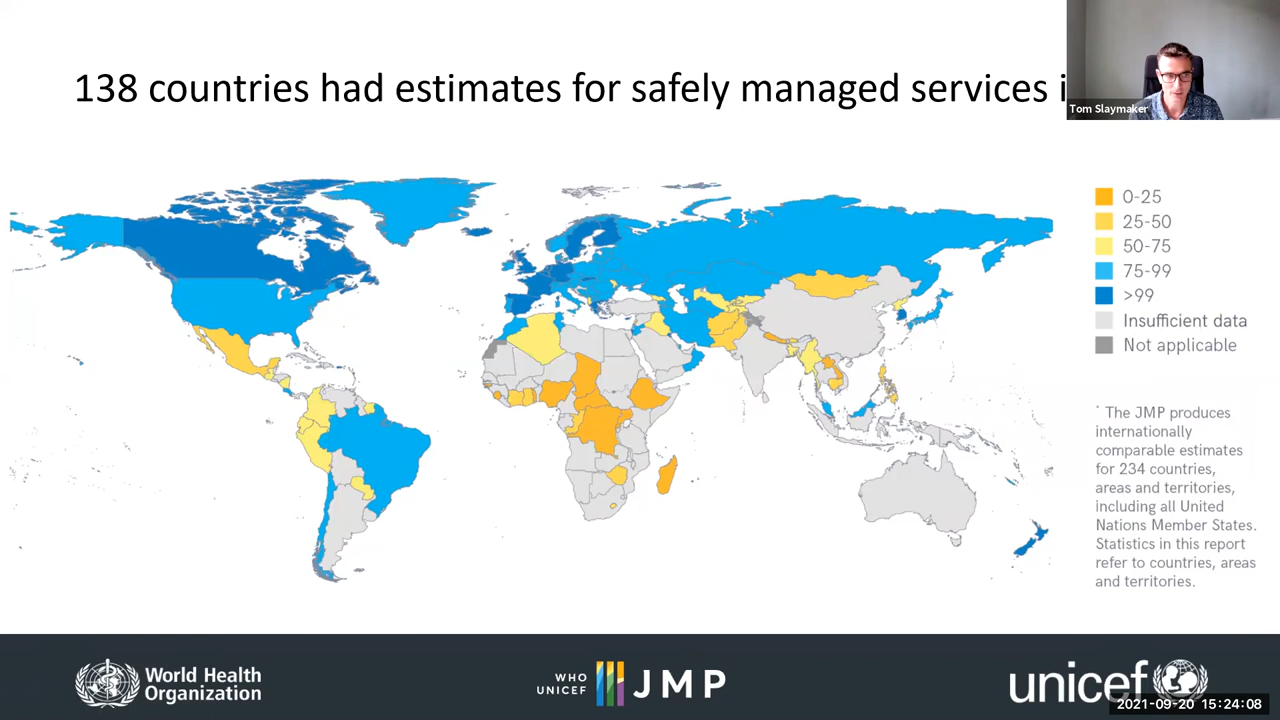 138 countries had estimates for safely managed services i
Tom Slaymaker
0-25
25-50
50-75
75-99
>99
Insufficient data
Not applicable
* The JMP produces
internationally
comparable estimates
for 234 countries,
areas and territories,
including all United
Nations Member States.
Statistics in this report
refer to countries, areas
and territories.
World Health
Organization
WHO
UNICEF
JMP
unicef
2021-09-20 15:24:08